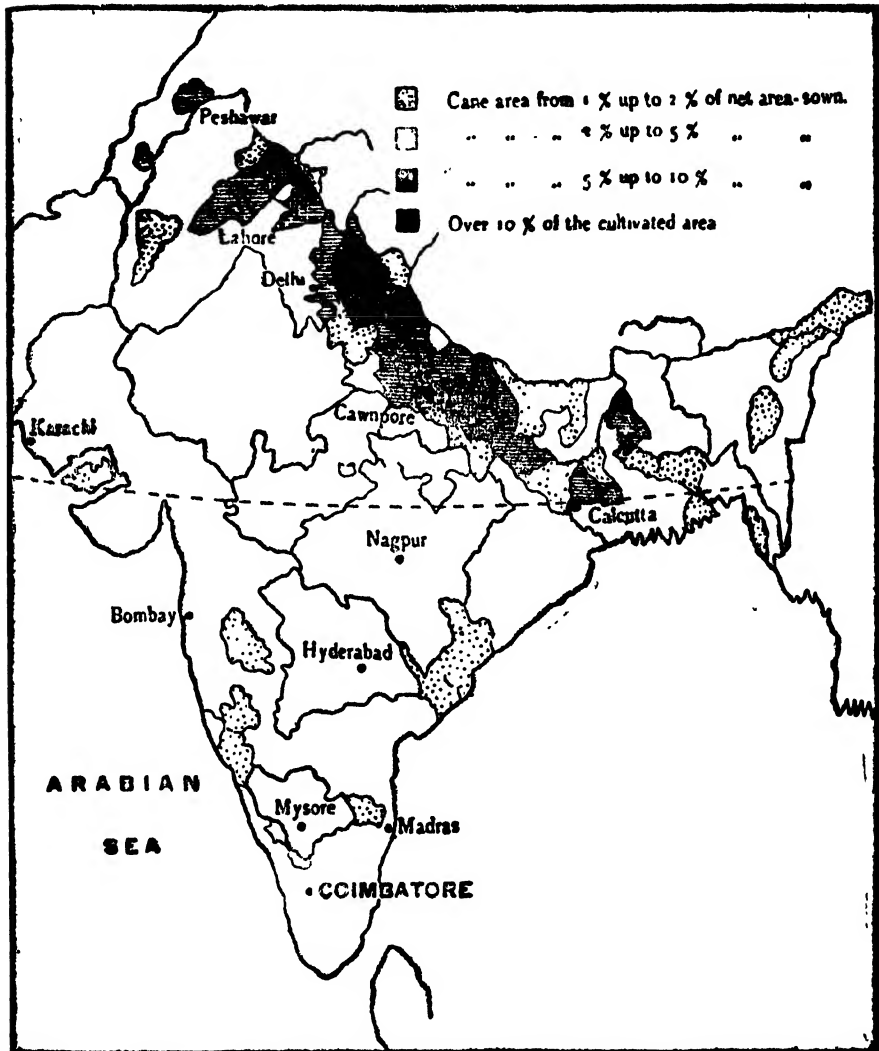 Cane area from 1 % up to 2 % of net area-sown.
„ „ „ 2 % up to 5 % „ „
„ „ „ 5 % up to 10 % „ „
Over 10 % of the cultivated area
Peshawar
Lahore
Delhi
Cawnpore
Karachi
Calcutta
Nagpur
Bombay
Hyderabad
ARABIAN
SEA
Mysore
Madras
COIMBATORE